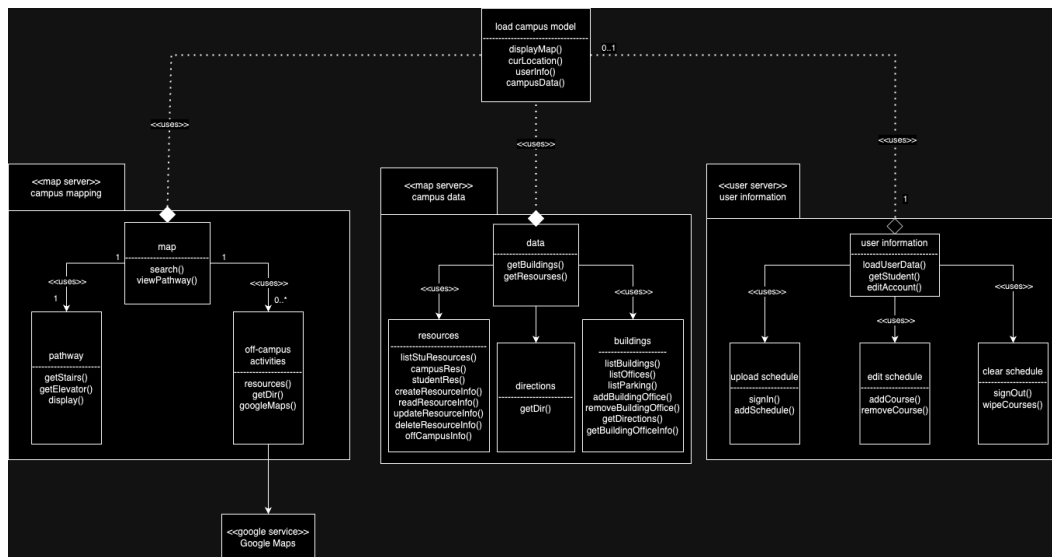 load campus model
displayMap()
curLocation()
userInfo()
campusData()
0..1
<<uses>>
<<uses>>
<<uses>>
1
<<map server>>
campus mapping
map
search()
viewPathway()
1
1
<<uses>>
<<uses>>
1
0..*
pathway
getStairs()
getElevator()
display()
off-campus
activities
resources()
getDir()
googleMaps()
<<google service>>
Google Maps
<<map server>>
campus data
data
getBuildings()
getResourses()
<<uses>>
<<uses>>
resources
listStuResources()
campusRes()
studentRes()
createResourceInfo()
readResourceInfo()
updateResourceInfo()
deleteResourceInfo()
offCampusInfo()
directions
getDir()
buildings
listBuildings()
listOffices()
listParking()
addBuildingOffice()
removeBuildingOffice()
getDirections()
getBuildingOfficeInfo()
<<user server>>
user information
user information
loadUserData()
getStudent()
editAccount()
<<uses>>
<<uses>>
<<uses>>
upload schedule
signIn()
addSchedule()
edit schedule
addCourse()
removeCourse()
clear schedule
signOut()
wipeCourses()